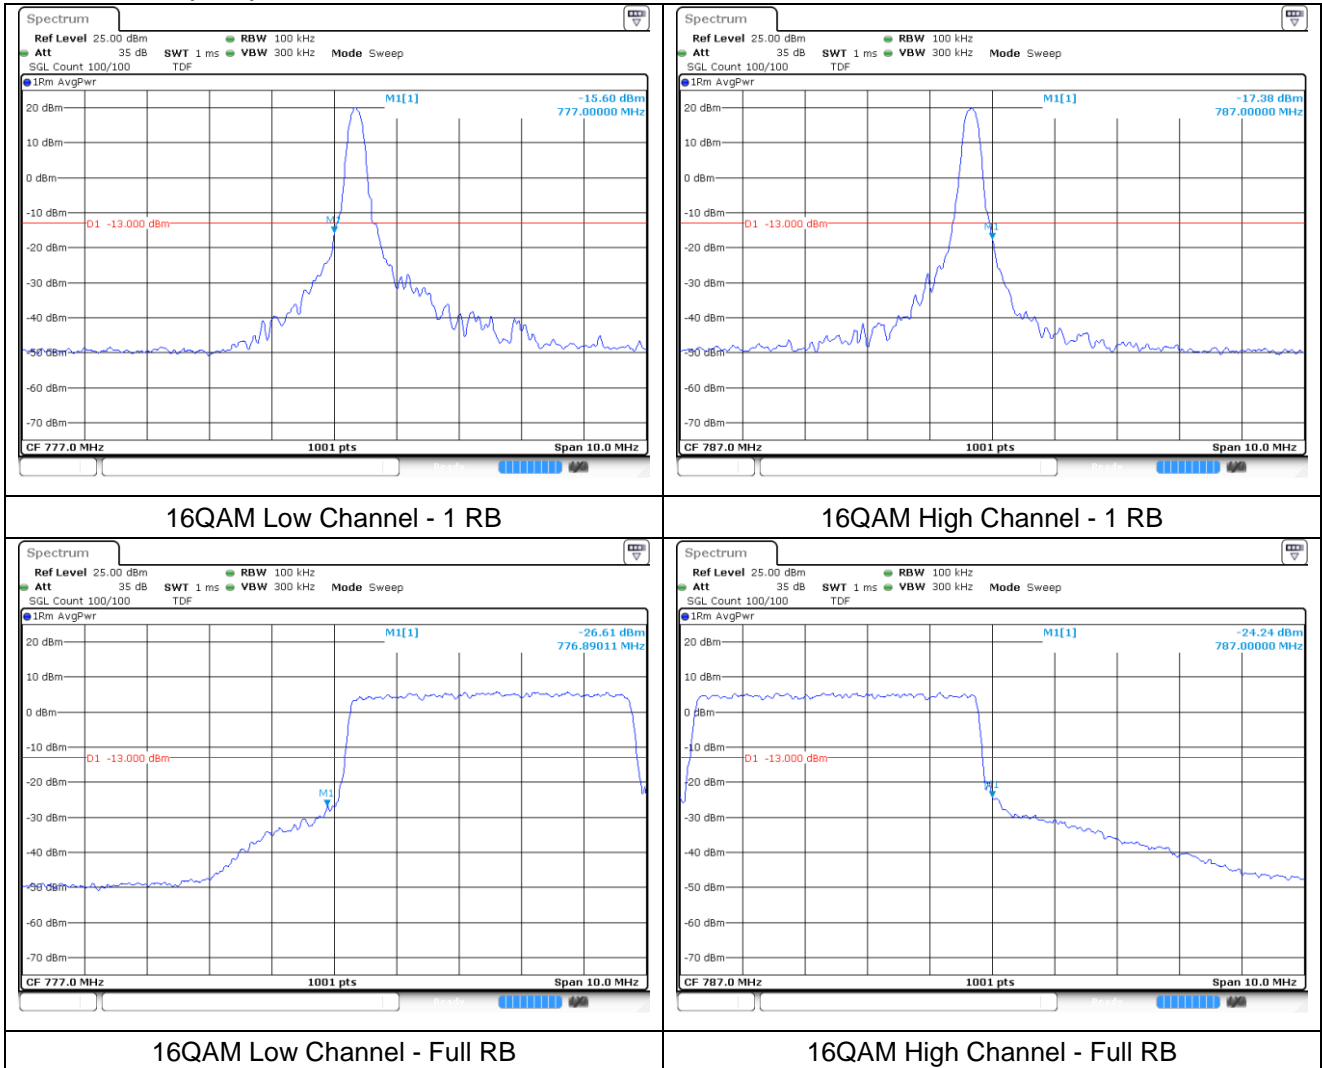 Spectrum
Ref Level 25.00 dBm RBW 100 kHz
Att 35 dB SWT 1 ms VBW 300 kHz Mode Sweep
SGL Count 100/100 TDF
1Rm AvgPwr
M1[1] -15.60 dBm
777.00000 MHz
20 dBm
10 dBm
0 dBm
-10 dBm
D1 -13.000 dBm
-20 dBm
-30 dBm
-40 dBm
-50 dBm
-60 dBm
-70 dBm
CF 777.0 MHz 1001 pts Span 10.0 MHz
16QAM Low Channel - 1 RB
Spectrum
Ref Level 25.00 dBm RBW 100 kHz
Att 35 dB SWT 1 ms VBW 300 kHz Mode Sweep
SGL Count 100/100 TDF
1Rm AvgPwr
M1[1] -17.38 dBm
787.00000 MHz
20 dBm
10 dBm
0 dBm
-10 dBm
D1 -13.000 dBm
M1
-20 dBm
-30 dBm
-40 dBm
-50 dBm
-60 dBm
-70 dBm
CF 787.0 MHz 1001 pts Span 10.0 MHz
16QAM High Channel - 1 RB
Spectrum
Ref Level 25.00 dBm RBW 100 kHz
Att 35 dB SWT 1 ms VBW 300 kHz Mode Sweep
SGL Count 100/100 TDF
1Rm AvgPwr
M1[1] -26.61 dBm
776.89011 MHz
20 dBm
10 dBm
0 dBm
-10 dBm
D1 -13.000 dBm
-20 dBm
M1
-30 dBm
-40 dBm
-50 dBm
-60 dBm
-70 dBm
CF 777.0 MHz 1001 pts Span 10.0 MHz
16QAM Low Channel - Full RB
Spectrum
Ref Level 25.00 dBm RBW 100 kHz
Att 35 dB SWT 1 ms VBW 300 kHz Mode Sweep
SGL Count 100/100 TDF
1Rm AvgPwr
M1[1] -24.24 dBm
787.00000 MHz
20 dBm
10 dBm
0 dBm
-10 dBm
D1 -13.000 dBm
-20 dBm
M1
-30 dBm
-40 dBm
-50 dBm
-60 dBm
-70 dBm
CF 787.0 MHz 1001 pts Span 10.0 MHz
16QAM High Channel - Full RB